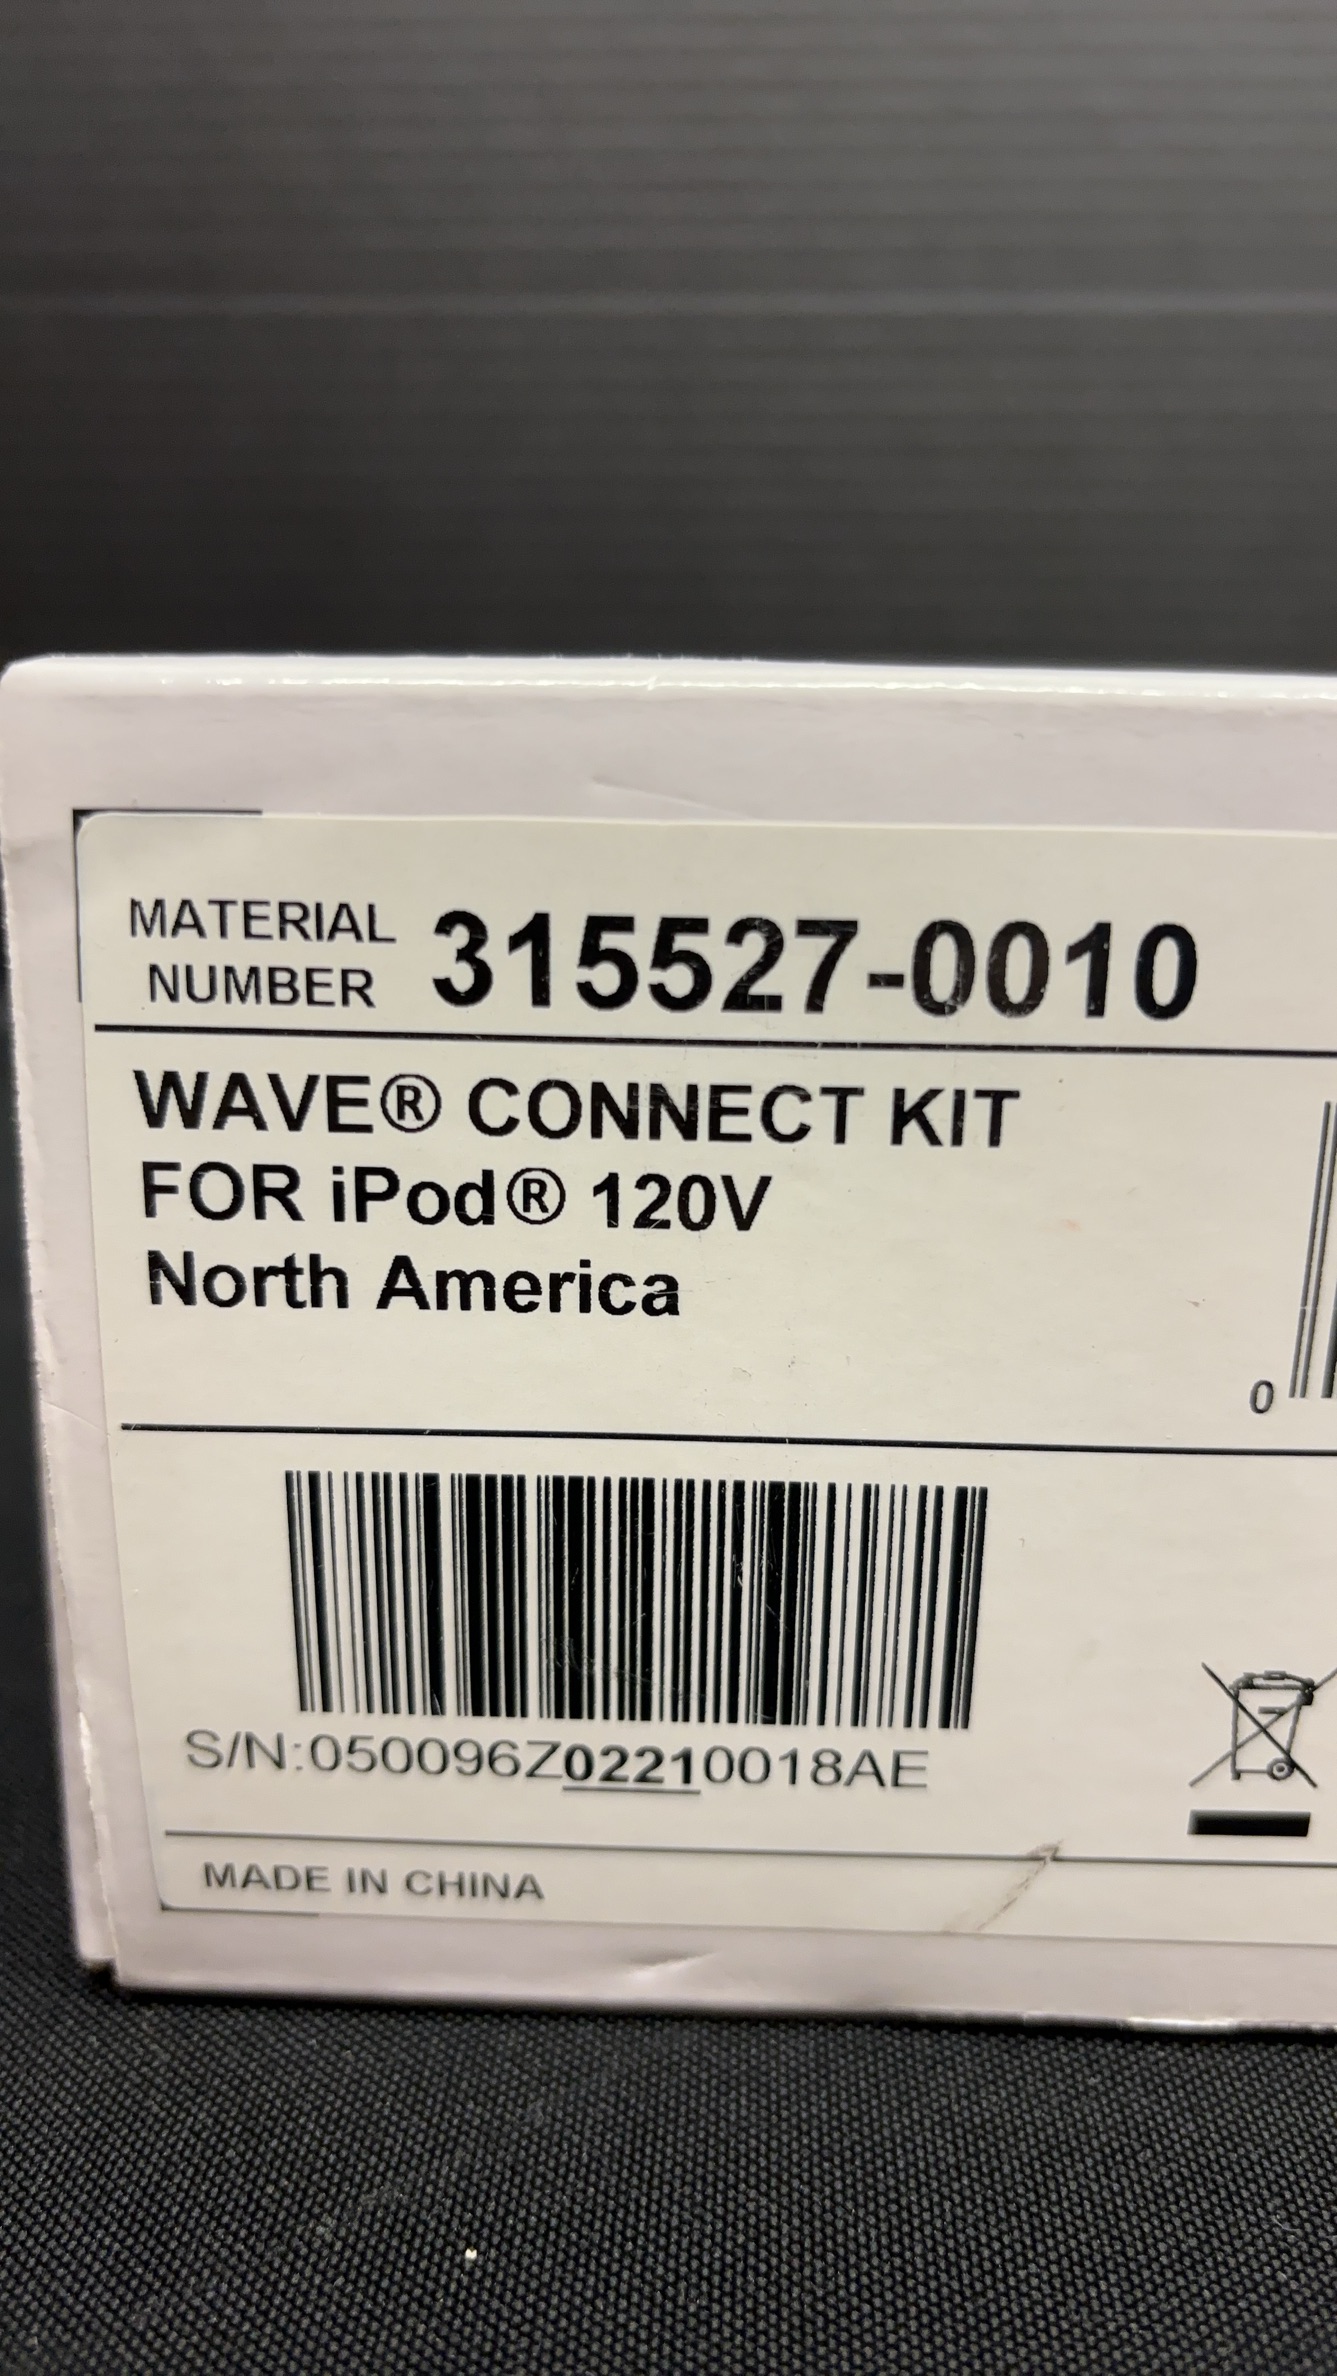 MATERIAL
NUMBER 315527-0010
WAVE® CONNECT KIT
FOR iPod® 120V
North America
0
S/N:050096Z02210018AE
MADE IN CHINA